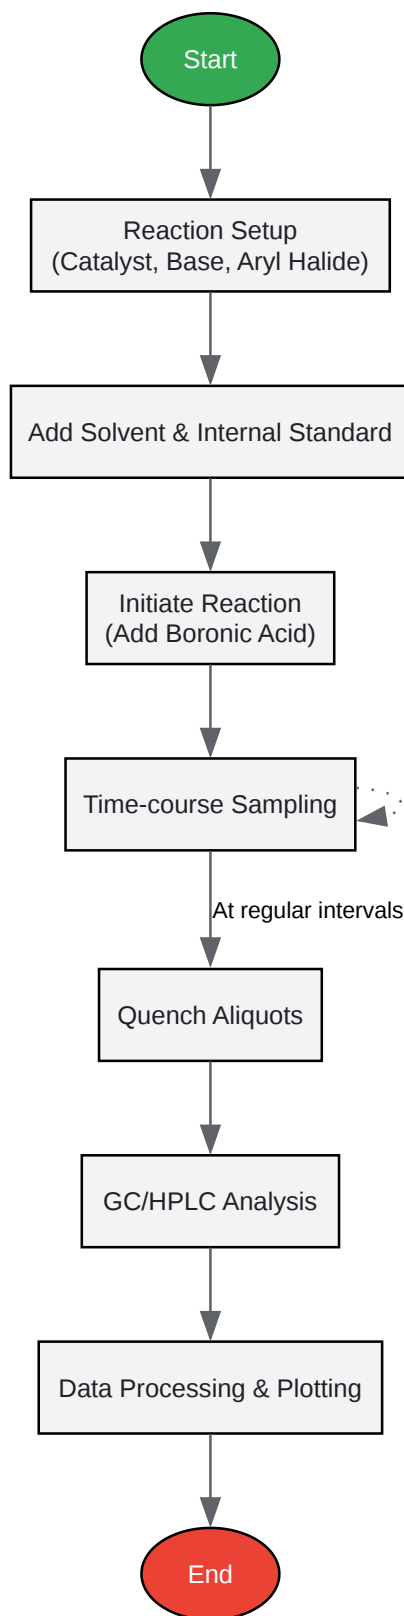 Start
Reaction Setup
(Catalyst, Base, Aryl Halide)
Add Solvent & Internal Standard
Initiate Reaction
(Add Boronic Acid)
Time-course Sampling
At regular intervals
Quench Aliquots
GC/HPLC Analysis
Data Processing & Plotting
End